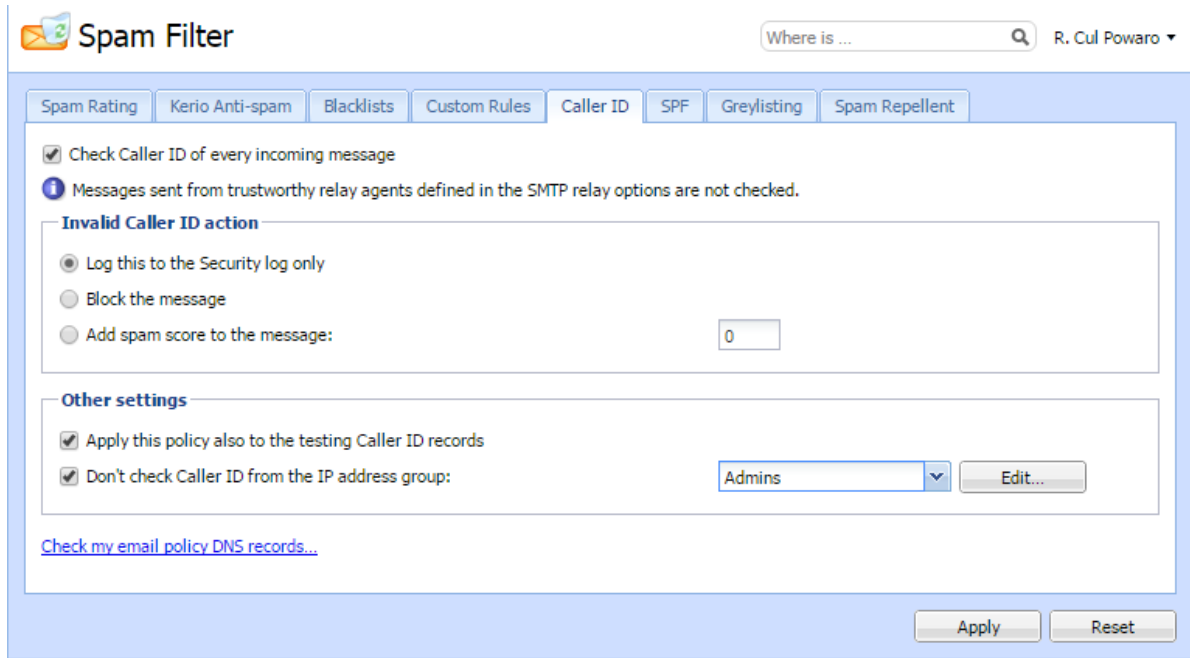 Spam Filter
Where is ...
R. Cul Powaro
Spam Rating
Kerio Anti-spam
Blacklists
Custom Rules
Caller ID
SPF
Greylisting
Spam Repellent
Check Caller ID of every incoming message
Messages sent from trustworthy relay agents defined in the SMTP relay options are not checked.
Invalid Caller ID action
Log this to the Security log only
Block the message
Add spam score to the message:
0
Other settings
Apply this policy also to the testing Caller ID records
Don't check Caller ID from the IP address group:
Admins
Edit...
Check my email policy DNS records...
Apply
Reset